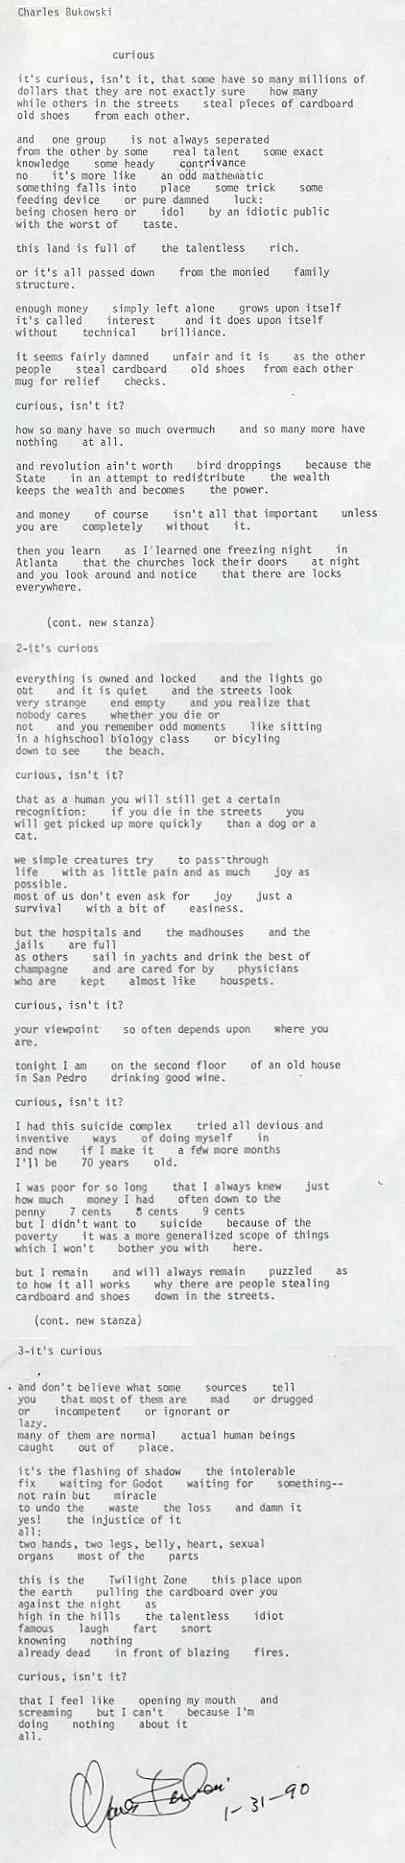 Charles Bukowski
curious
it's curious, isn't it, that some have so many millions of
dollars that they are not exactly sure how many
while others in the streets steal pieces of cardboard
old shoes from each other.
and one group is not always seperated
from the other by some real talent some exact
knowledge some heady contrivance
no it's more like an odd mathematic
something falls into place some trick some
feeding device or pure damned luck:
being chosen hero or idol by an idiotic public
with the worst of taste.
this land is full of the talentless rich.
or it's all passed down from the monied family
structure.
enough money simply left alone grows upon itself
it's called interest and it does upon itself
without technical brilliance.
it seems fairly damned unfair and it is as the other
people steal cardboard old shoes from each other
mug for relief checks.
curious, isn't it?
how so many have so much overmuch and so many more have
nothing at all.
and revolution ain't worth bird droppings because the
State in an attempt to redistribute the wealth
keeps the wealth and becomes the power.
and money of course isn't all that important unless
you are completely without it.
then you learn as I learned one freezing night in
Atlanta that the churches lock their doors at night
and you look around and notice that there are locks
everywhere.
(cont. new stanza)
2-it's curious
everything is owned and locked and the lights go
out and it is quiet and the streets look
very strange end empty and you realize that
nobody cares whether you die or
not and you remember odd moments like sitting
in a highschool biology class or bicyling
down to see the beach.
curious, isn't it?
that as a human you will still get a certain
recognition: if you die in the streets you
will get picked up more quickly than a dog or a
cat.
we simple creatures try to pass through
life with as little pain and as much joy as
possible.
most of us don't even ask for joy just a
survival with a bit of easiness.
but the hospitals and the madhouses and the
jails are full
as others sail in yachts and drink the best of
champagne and are cared for by physicians
who are kept almost like houspets.
curious, isn't it?
your viewpoint so often depends upon where you
are.
tonight I am on the second floor of an old house
in San Pedro drinking good wine.
curious, isn't it?
I had this suicide complex tried all devious and
inventive ways of doing myself in
and now if I make it a few more months
I'll be 70 years old.
I was poor for so long that I always knew just
how much money I had often down to the
penny 7 cents 8 cents 9 cents
but I didn't want to suicide because of the
poverty it was a more generalized scope of things
which I won't bother you with here.
but I remain and will always remain puzzled as
to how it all works why there are people stealing
cardboard and shoes down in the streets.
(cont. new stanza)
3-it's curious
and don't believe what some sources tell
you that most of them are mad or drugged
or incompetent or ignorant or
lazy.
many of them are normal actual human beings
caught out of place.
it's the flashing of shadow the intolerable
fix waiting for Godot waiting for something--
not rain but miracle
to undo the waste the loss and damn it
yes! the injustice of it
all:
two hands, two legs, belly, heart, sexual
organs most of the parts
this is the Twilight Zone this place upon
the earth pulling the cardboard over you
against the night as
high in the hills the talentless idiot
famous laugh fart snort
knowning nothing
already dead in front of blazing fires.
curious, isn't it?
that I feel like opening my mouth and
screaming but I can't because I'm
doing nothing about it
all.
Charles Bukowski
1-31-90